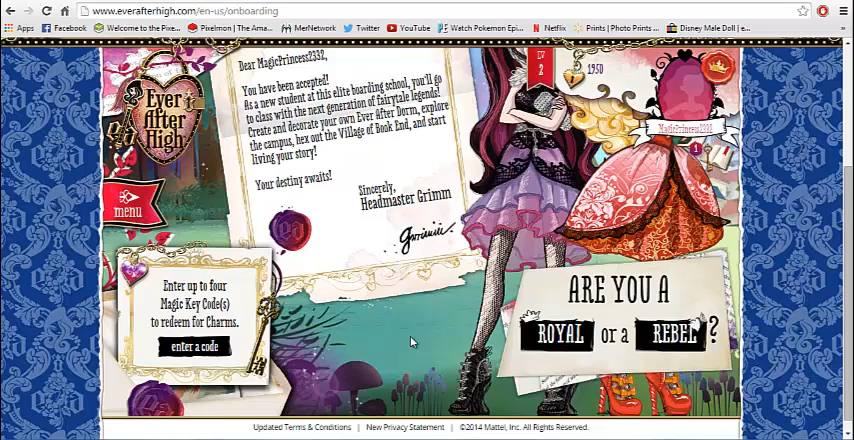 www.everafterhigh.com/en-us/onboarding
Apps
Facebook
Welcome to the Pixe...
Pixelmon | The Ama...
MerNetwork
Twitter
YouTube
Watch Pokemon Epi...
Netflix
Prints | Photo Prints ...
Disney Male Doll | e...
Dear MagicPrincess2332,
You have been accepted!
As a new student at this elite boarding school, you'll go
to class with the next generation of fairytale legends!
Create and decorate your own Ever After Dorm, explore
the campus, hex out the Village of Book End, and start
living your story!
Your destiny awaits!
Sincerely,
Headmaster Grimm
LV
2
1950
MagicPrincess2332
1
Ever
After
High
menu
Enter up to four
Magic Key Code(s)
to redeem for Charms.
enter a code
ARE YOU A
ROYAL or a REBEL ?
Updated Terms & Conditions | New Privacy Statement | ©2014 Mattel, Inc. All Rights Reserved.